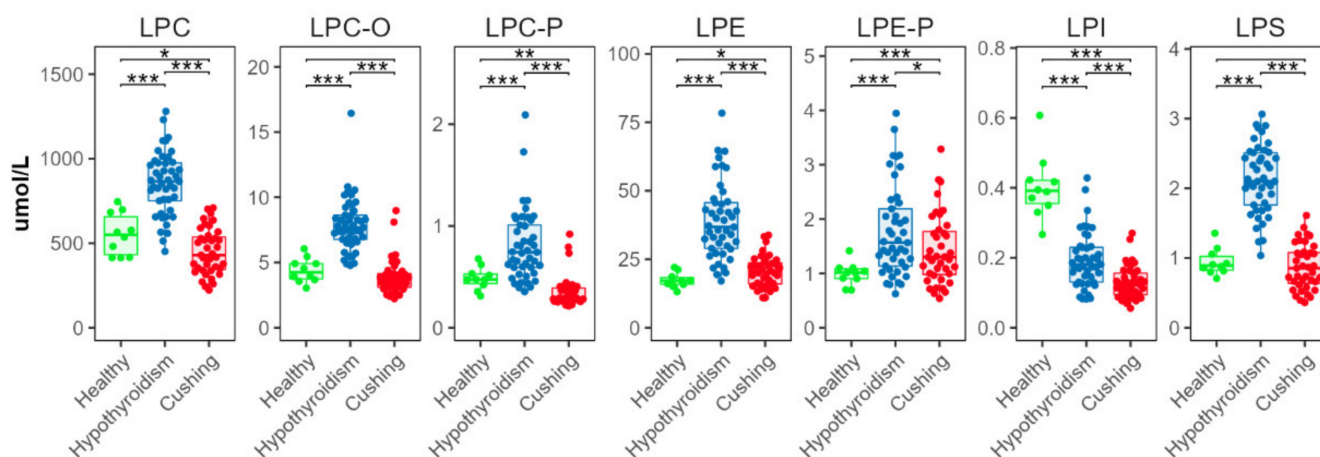 LPC LPC-O LPC-P LPE LPE-P LPI LPS
umol/L
* *** ***
*** ***
** *** ***
* *** ***
*** *** *
*** *** ***
*** ***
1500 1000 500 0
20 15 10 5 0
2 1 0
100 75 50 25 0
5 4 3 2 1 0
0.8 0.6 0.4 0.2 0.0
4 3 2 1 0
Healthy Hypothyroidism Cushing
Healthy Hypothyroidism Cushing
Healthy Hypothyroidism Cushing
Healthy Hypothyroidism Cushing
Healthy Hypothyroidism Cushing
Healthy Hypothyroidism Cushing
Healthy Hypothyroidism Cushing